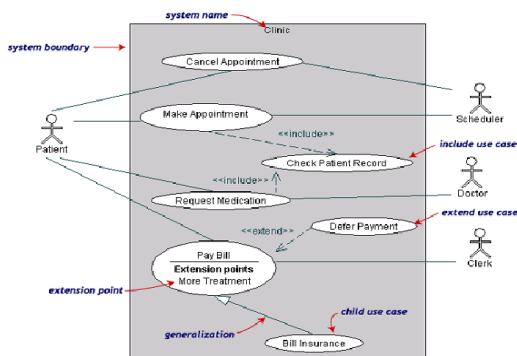 system name
Clinic
system boundary
Cancel Appointment
Make Appointment
Scheduler
<<include>>
include use case
Patient
Check Patient Record
<<include>>
Doctor
Request Medication
extend use case
<<extend>>
Defer Payment
Pay Bill
Clerk
Extension points
More Treatment
extension point
child use case
generalization
Bill Insurance